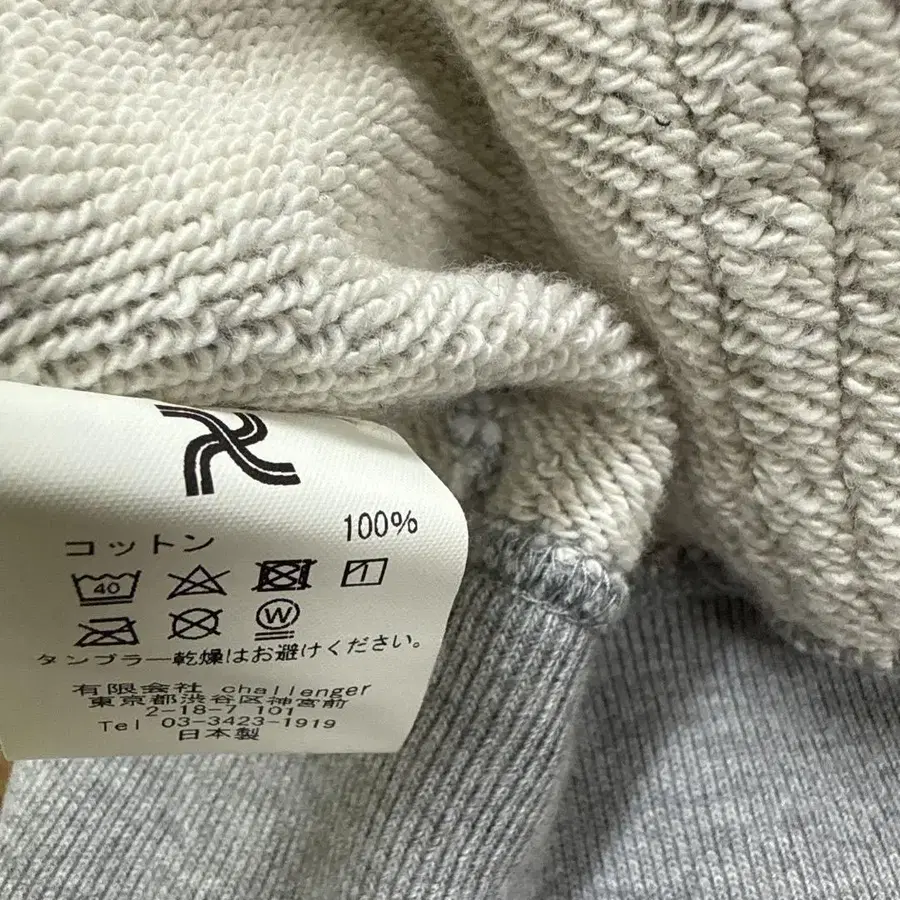 コットン 100%
40
W
タンブラー乾燥はお避けください。
有限会社 challenger
東京都渋谷区神宮前
2-18-7 101
Tel 03-3423-1919
日本製